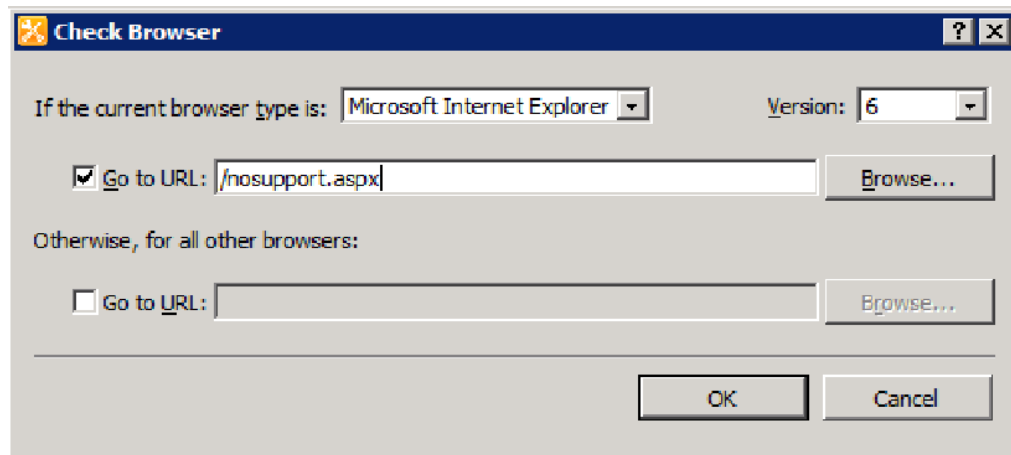 Check Browser ? X
If the current browser type is: Microsoft Internet Explorer Version: 6
Go to URL: /nosupport.aspx Browse...
Otherwise, for all other browsers:
Go to URL: Browse...
OK Cancel